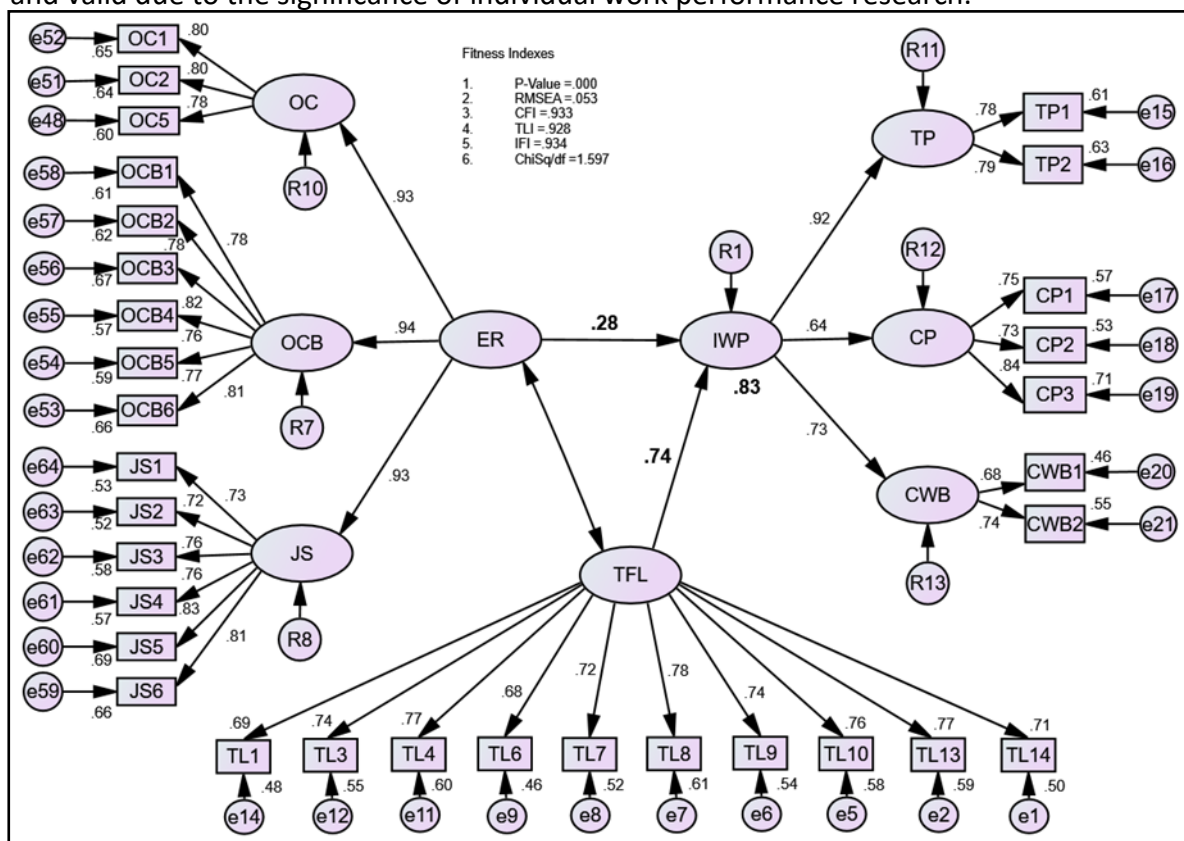 and valid due to the significance of individual work performance research.
Fitness Indexes
1. P-Value =.000
2. RMSEA =.053
3. CFI =.933
4. TLI =.928
5. IFI =.934
6. ChiSq/df =1.597
e52 .65 OC1 .80
e51 .64 OC2 .80
e48 .60 OC5 .78
OC
R10
.93
e58 .61 OCB1 .78
e57 .62 OCB2 .78
e56 .67 OCB3 .82
e55 .57 OCB4 .76
e54 .59 OCB5 .77
e53 .66 OCB6 .81
OCB
R7
.94
e64 .53 JS1 .73
e63 .52 JS2 .72
e62 .58 JS3 .76
e61 .57 JS4 .76
e60 .69 JS5 .83
e59 .66 JS6 .81
JS
R8
.93
ER
.28
R1
IWP
.83
.74
TFL
.92
R11
TP
.78 TP1 .61 e15
.79 TP2 .63 e16
.64
R12
CP
.75 CP1 .57 e17
.73 CP2 .53 e18
.84 CP3 .71 e19
.73
CWB
R13
.68 CWB1 .46 e20
.74 CWB2 .55 e21
.69 .74 .77 .68 .72 .78 .74 .76 .77 .71
TL1 TL3 TL4 TL6 TL7 TL8 TL9 TL10 TL13 TL14
.48 .55 .60 .46 .52 .61 .54 .58 .59 .50
e14 e12 e11 e9 e8 e7 e6 e5 e2 e1